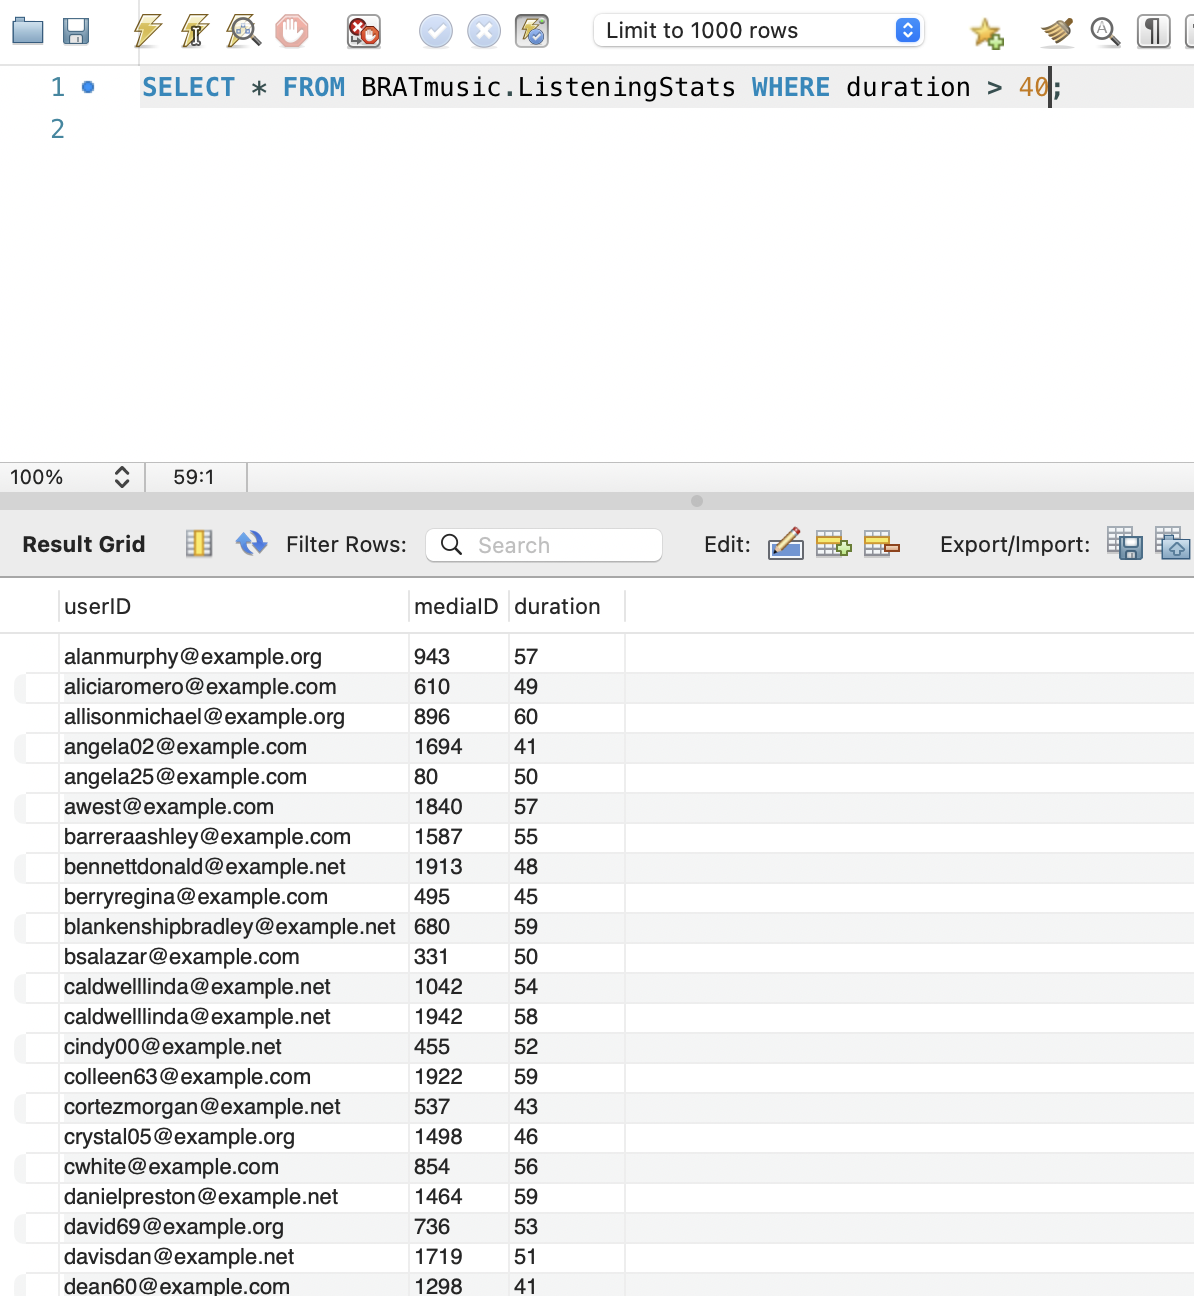 Limit to 1000 rows
1 SELECT * FROM BRATmusic.ListeningStats WHERE duration > 40;
2
100% 59:1
Result Grid Filter Rows: Search Edit: Export/Import:
userID mediaID duration
alanmurphy@example.org 943 57
aliciaromero@example.com 610 49
allisonmichael@example.org 896 60
angela02@example.com 1694 41
angela25@example.com 80 50
awest@example.com 1840 57
barreraashley@example.com 1587 55
bennettdonald@example.net 1913 48
berryregina@example.com 495 45
blankenshipbradley@example.net 680 59
bsalazar@example.com 331 50
caldwelllinda@example.net 1042 54
caldwelllinda@example.net 1942 58
cindy00@example.net 455 52
colleen63@example.com 1922 59
cortezmorgan@example.net 537 43
crystal05@example.org 1498 46
cwhite@example.com 854 56
danielpreston@example.net 1464 59
david69@example.org 736 53
davisdan@example.net 1719 51
dean60@example.com 1298 41